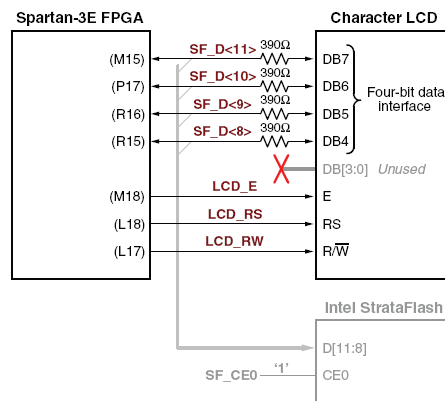 Spartan-3E FPGA
Character LCD
(M15) SF_D<11> 390Ω DB7
(P17) SF_D<10> 390Ω DB6
Four-bit data
interface
(R16) SF_D<9> 390Ω DB5
(R15) SF_D<8> 390Ω DB4
DB[3:0] Unused
(M18) LCD_E E
(L18) LCD_RS RS
(L17) LCD_RW R/W̅
Intel StrataFlash
D[11:8]
SF_CE0 ‘1’ CE0